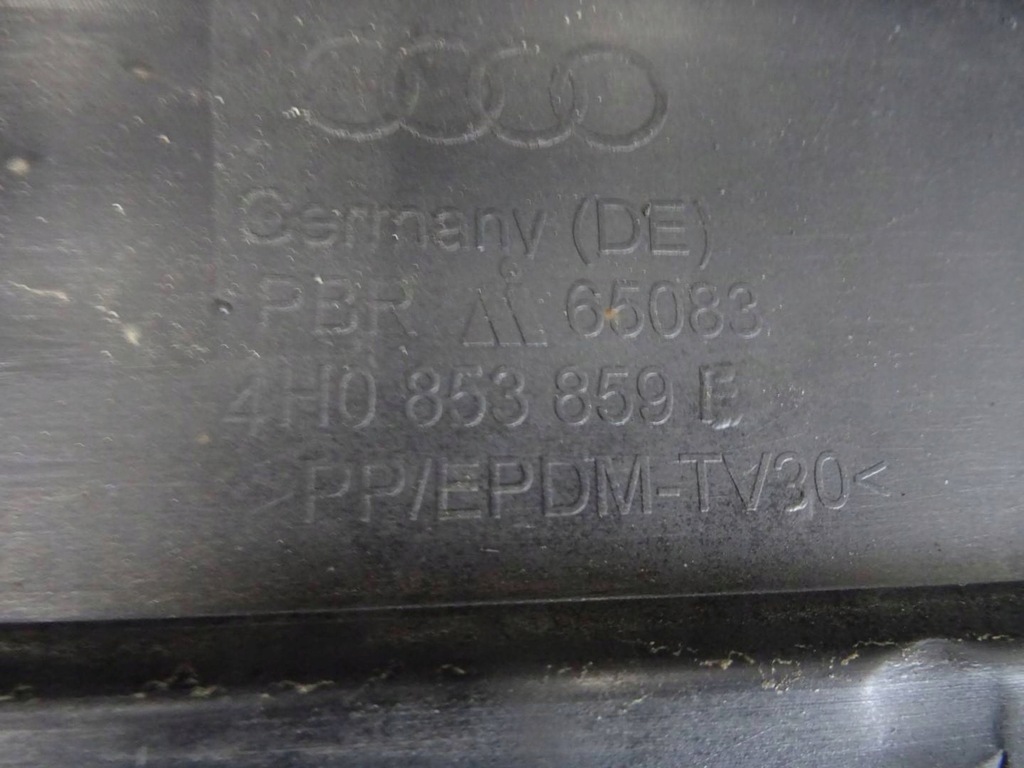 Germany (DE)
PBR 65083
4H0 853 859 E
>PP/EPDM-TV30<